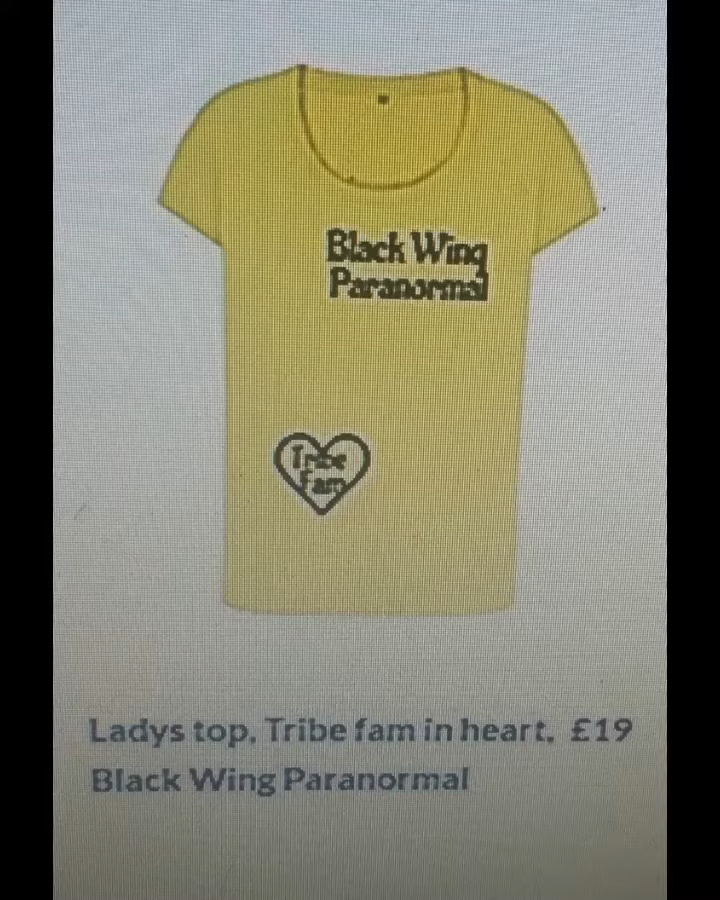 Black Wing
Paranormal
Tribe
Fam
Ladys top, Tribe fam in heart, £19
Black Wing Paranormal